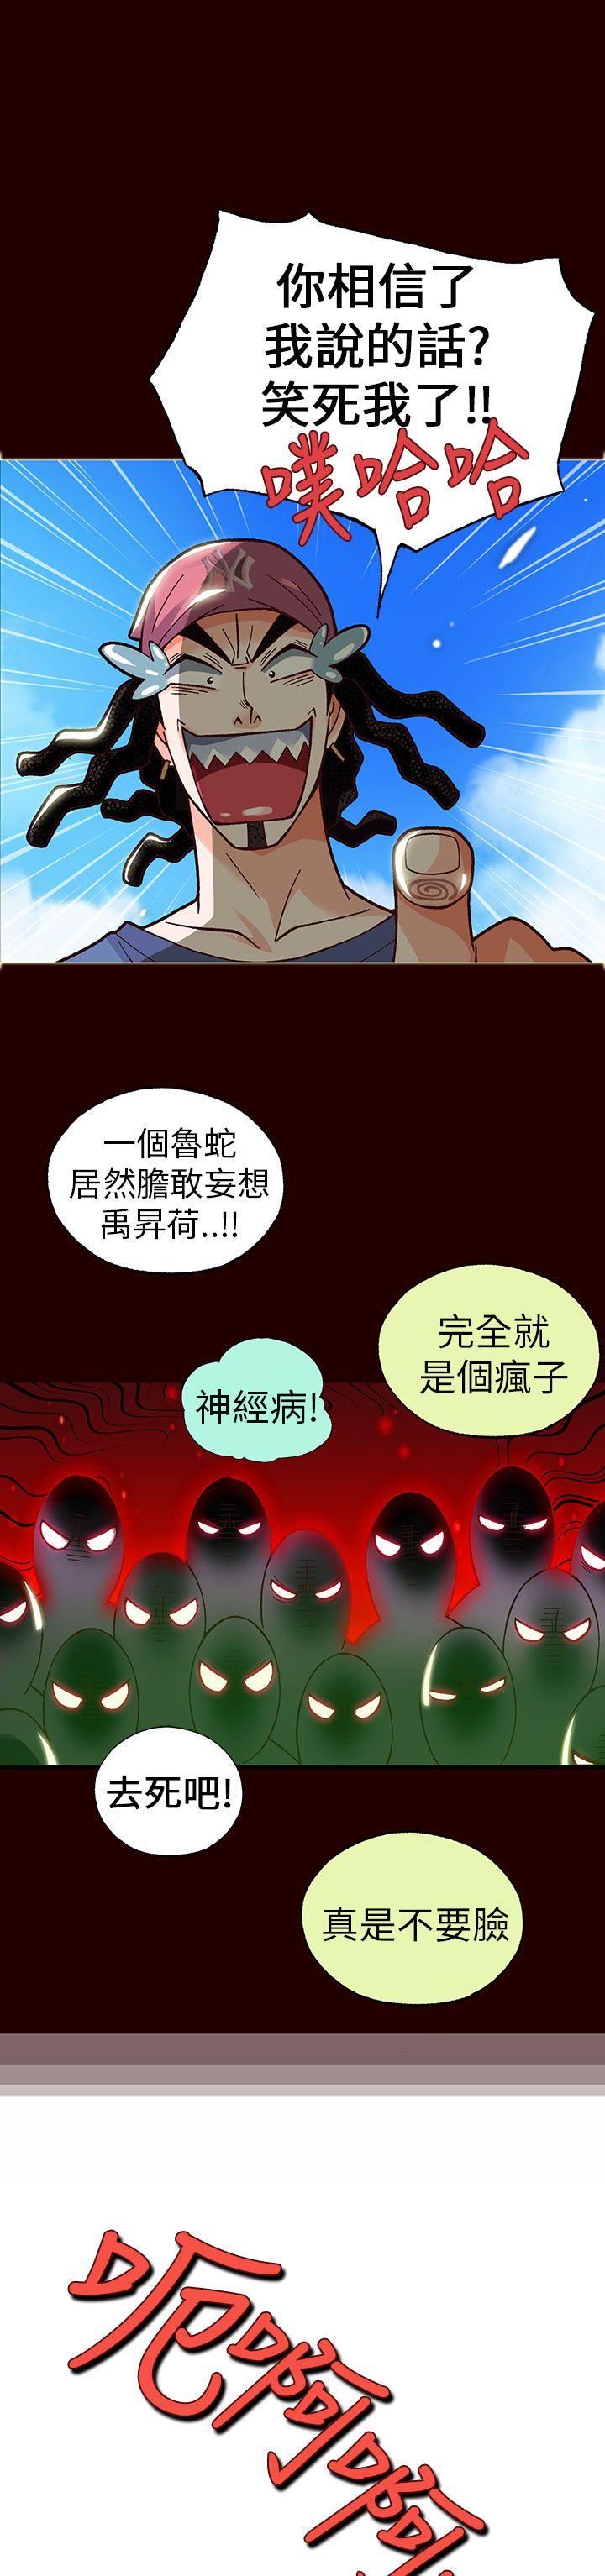 你相信了
我說的話?
笑死我了!!
噗哈哈
NY
一個魯蛇
居然膽敢妄想
禹昇荷..!!
完全就
是個瘋子
神經病!
去死吧!
真是不要臉
呃啊啊